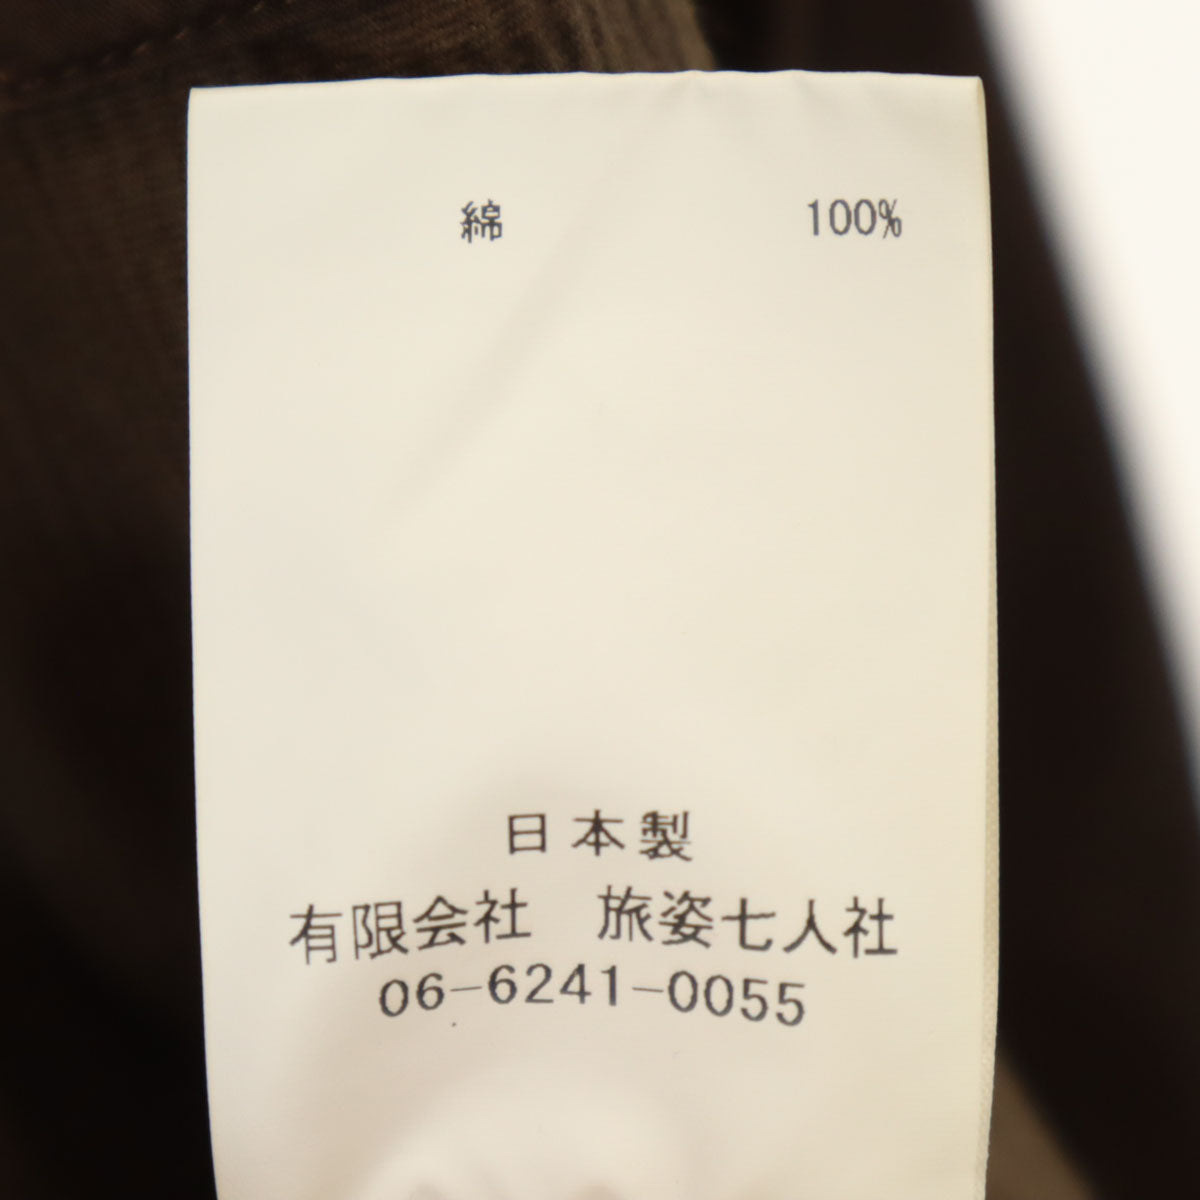 綿 100%
日本製
有限会社 旅姿七人社
06-6241-0055